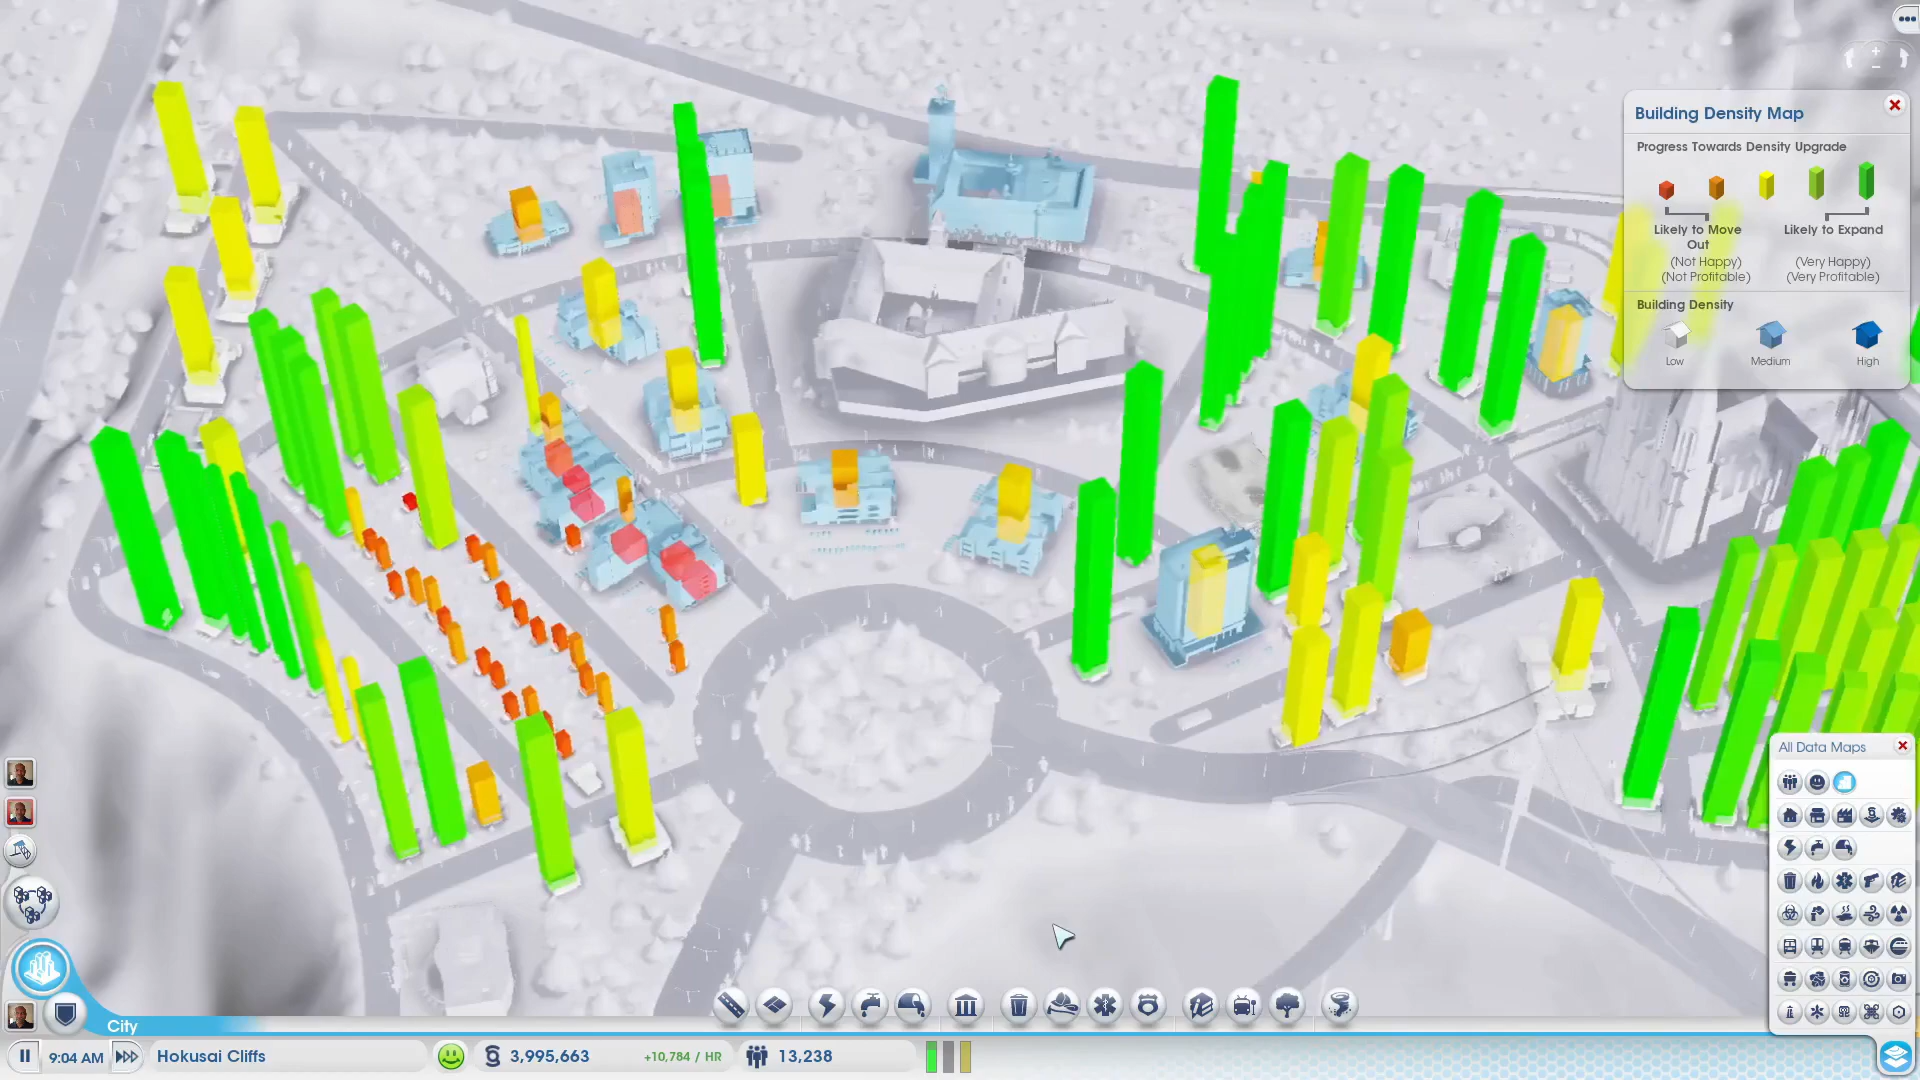 Building Density Map
Progress Towards Density Upgrade
Likely to Move
Out
(Not Happy)
(Not Profitable)
Likely to Expand
(Very Happy)
(Very Profitable)
Building Density
Low
Medium
High
All Data Maps
City
9:04 AM
Hokusai Cliffs
3,995,663
+10,784 / HR
13,238